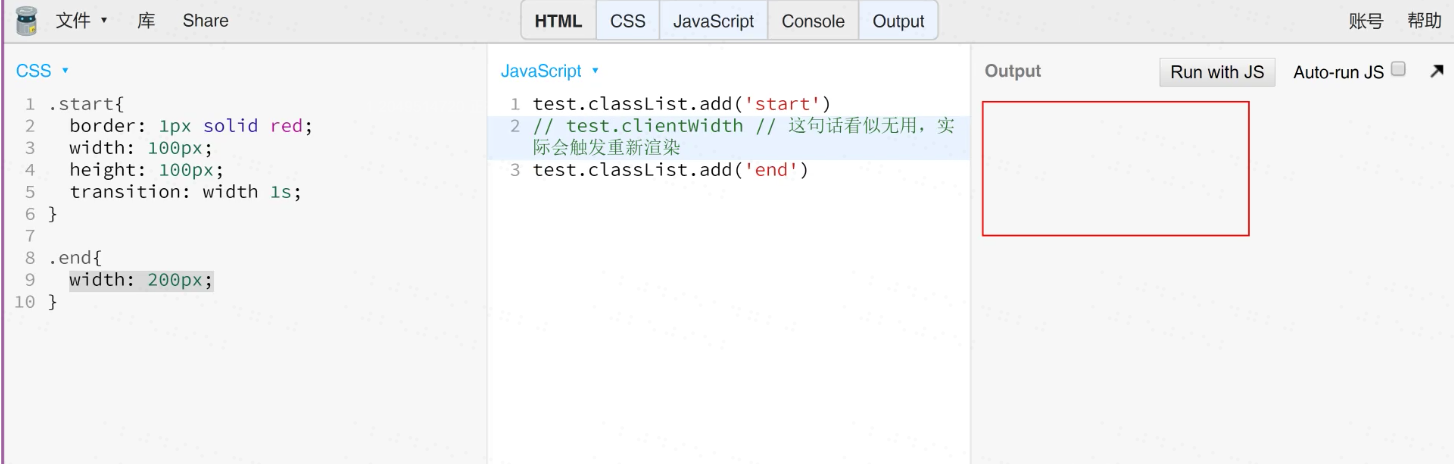 文件 ▾ 库 Share HTML CSS JavaScript Console Output 账号 帮助
CSS ▾
1 .start{
2 border: 1px solid red;
3 width: 100px;
4 height: 100px;
5 transition: width 1s;
6 }
7
8 .end{
9 width: 200px;
10 }
JavaScript ▾
1 test.classList.add('start')
2 // test.clientWidth // 这句话看似无用，实
际会触发重新渲染
3 test.classList.add('end')
Output Run with JS Auto-run JS